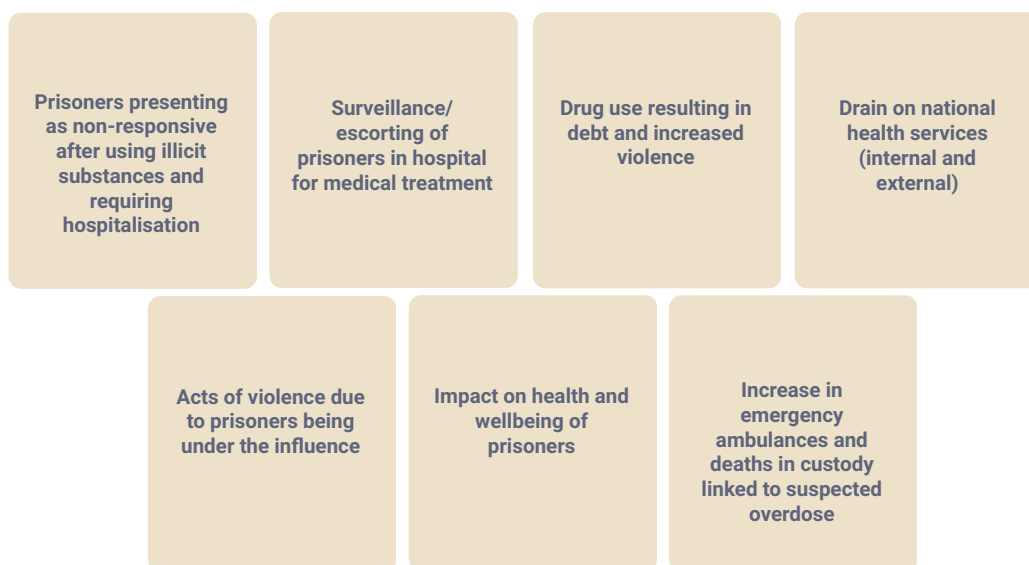 Prisoners presenting
as non-responsive
after using illicit
substances and
requiring
hospitalisation
Surveillance/
escorting of
prisoners in hospital
for medical treatment
Drug use resulting in
debt and increased
violence
Drain on national
health services
(internal and
external)
Acts of violence due
to prisoners being
under the influence
Impact on health and
wellbeing of
prisoners
Increase in
emergency
ambulances and
deaths in custody
linked to suspected
overdose